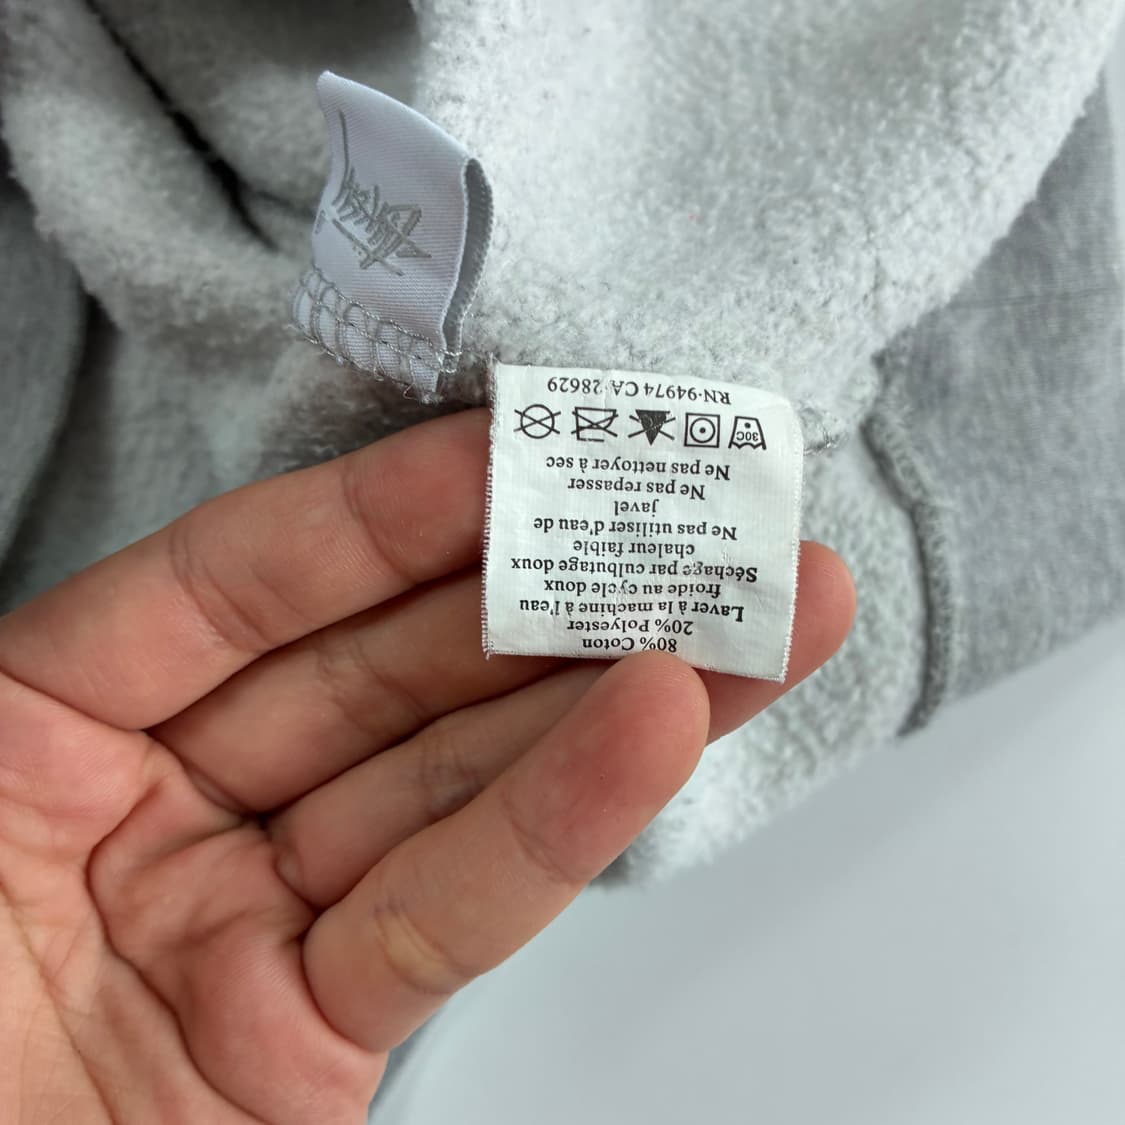 80% Coton
20% Polyester
Laver à la machine à l'eau
froide au cycle doux
Séchage par culbutage doux
chaleur faible
Ne pas utiliser d'eau de
javel
Ne pas repasser
Ne pas nettoyer à sec
30C
RN·94974 CA·28629